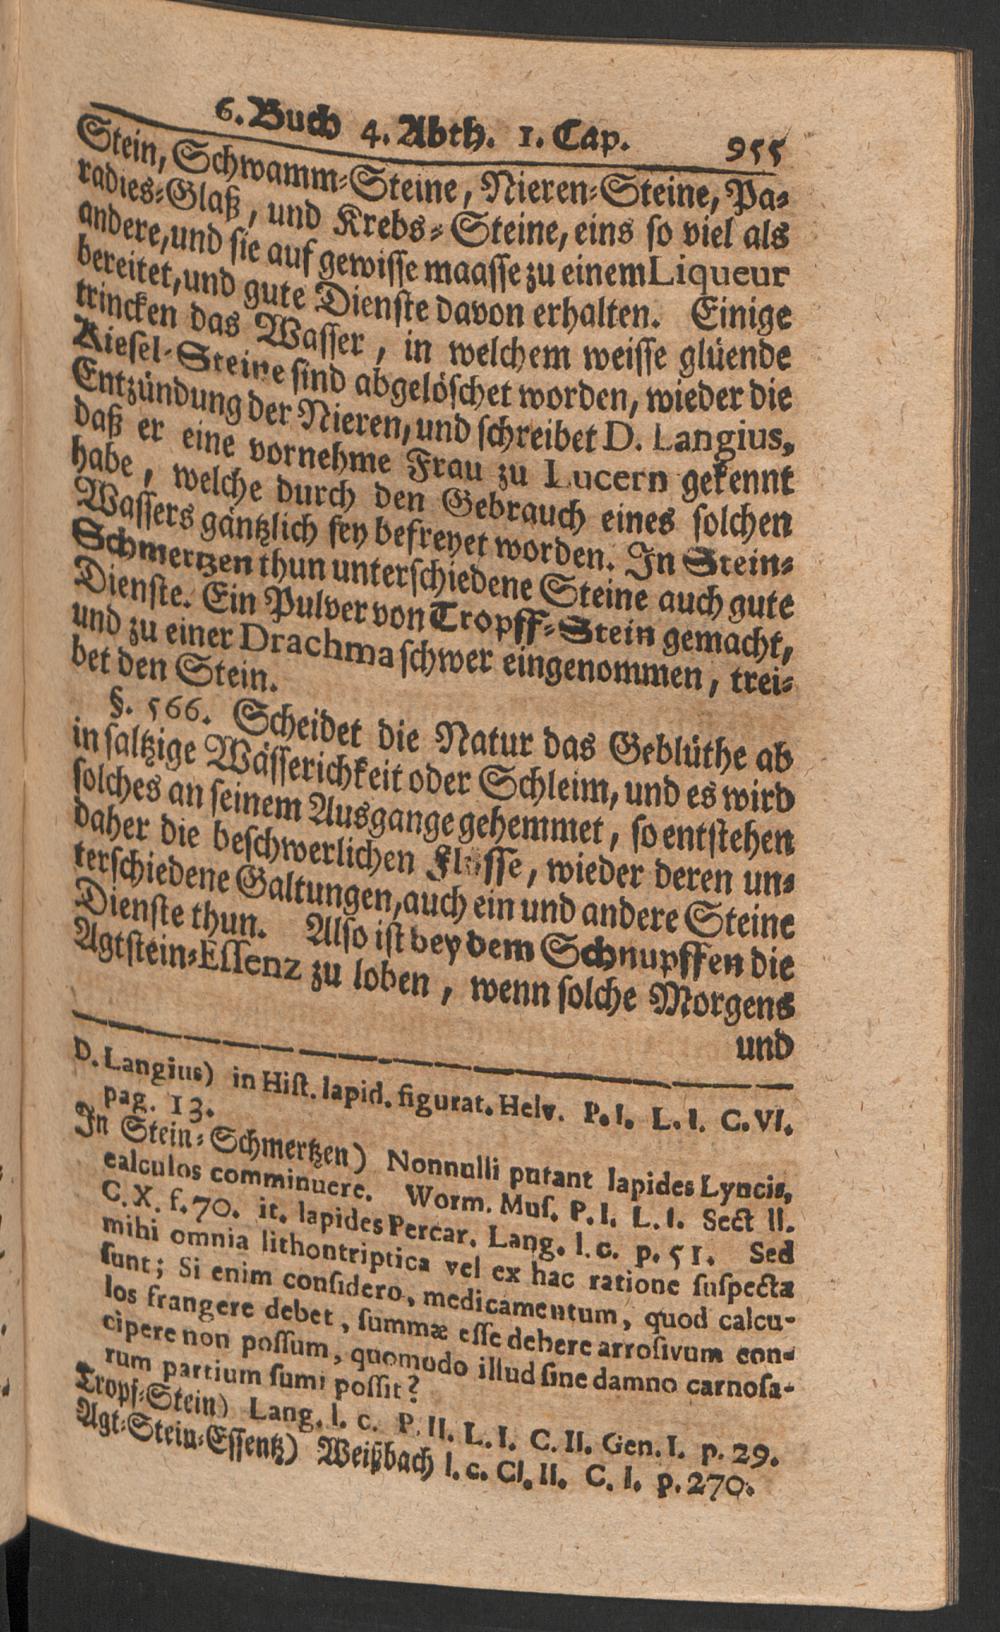 6. Buch 4. Abth. 1. Cap. 955
Stein, Schwamm-Steine, Nieren-Steine, Pa-
radies-Glaß, und Krebs-Steine, eins so viel als
andere, und sie auf gewisse maasse zu einem Liqueur
bereitet, und gute Dienste davon erhalten. Einige
trincken das Wasser, in welchem weisse glüende
Kiesel-Steine sind abgelöschet worden, wieder die
Entzündung der Nieren, und schreibet D. Langius,
daß er eine vornehme Frau zu Lucern gekennt
habe, welche durch den Gebrauch eines solchen
Wassers gäntzlich sey befreyet worden. In Stein-
Schmertzen thun unterschiedene Steine auch gute
Dienste. Ein Pulver von Tropff-Stein gemacht,
und zu einer Drachma schwer eingenommen, trei-
bet den Stein.
§. 566. Scheidet die Natur das Geblüthe ab
in saltzige Wässerichkeit oder Schleim, und es wird
solches an seinem Ausgange gehemmet, so entstehen
daher die beschwerlichen Flüsse, wieder deren un-
terschiedene Galtungen, auch ein und andere Steine
Dienste thun. Also ist bey dem Schnupffen die
Agtstein-Essenz zu loben, wenn solche Morgens
und
D. Langius) in Hist. lapid. figurat. Helv. P. I. L. I. C. VI.
pag. 13.
In Stein-Schmertzen) Nonnulli putant lapides Lyncis,
calculos comminuere. Worm. Mus. P. I. L. I. Sect II.
C. X. f. 70. it. lapides Percar. Lang. l. c. p. 51. Sed
mihi omnia lithontriptica vel ex hac ratione suspecta
sunt; Si enim considero, medicamentum, quod calcu-
los frangere debet, summæ esse debere arrosivum con-
cipere non possum, quomodo illud sine damno carnosa-
rum partium sumi possit?
Tropf-Stein) Lang. l. c. P. II. L. I. C. II. Gen. I. p. 29.
Agt-Stein-Essentz) Weißbach l. c. Cl. II. C. I. p. 270.